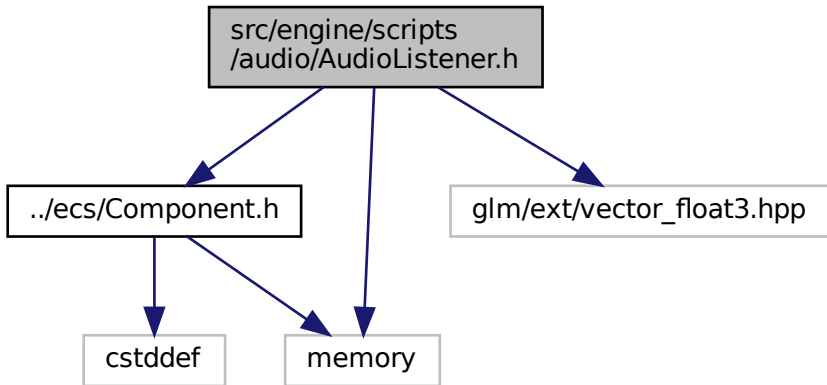 src/engine/scripts
/audio/AudioListener.h
../ecs/Component.h
glm/ext/vector_float3.hpp
cstddef
memory